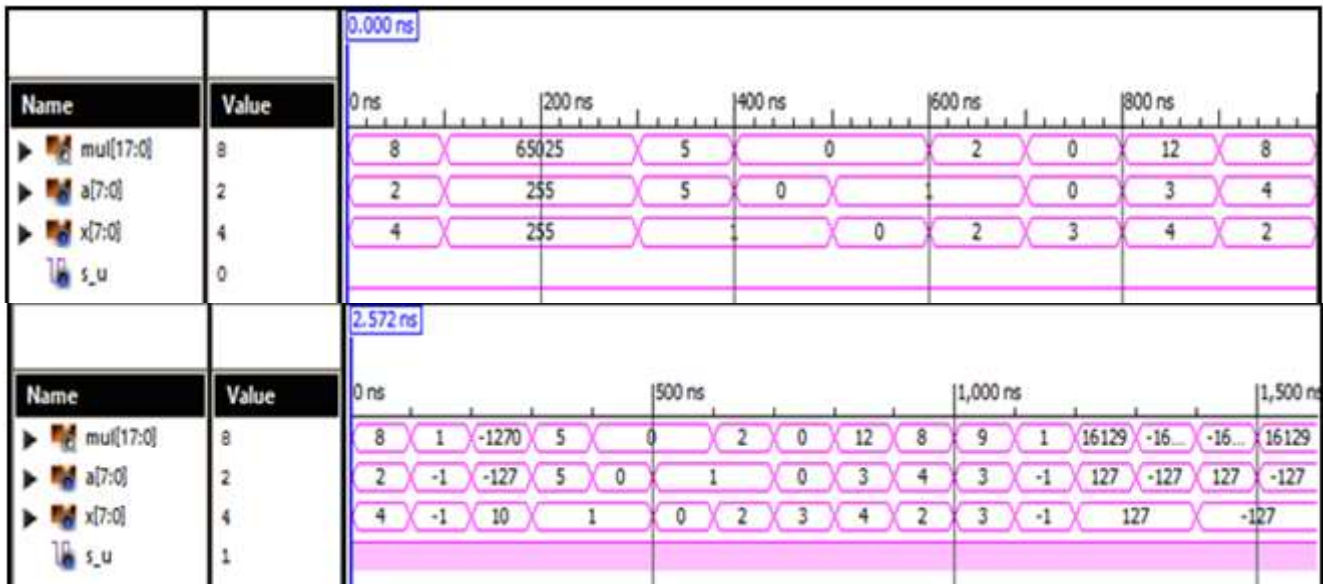 0.000 ns
Name Value 0 ns 200 ns 400 ns 600 ns 800 ns
mul[17:0] 8 8 65025 5 0 2 0 12 8
a[7:0] 2 2 255 5 0 1 0 3 4
x[7:0] 4 4 255 1 0 2 3 4 2
s_u 0
2.572 ns
Name Value 0 ns 500 ns 1,000 ns 1,500 ns
mul[17:0] 8 8 1 -1270 5 0 2 0 12 8 9 1 16129 -16... -16... 16129
a[7:0] 2 2 -1 -127 5 0 1 0 3 4 3 -1 127 -127 127 -127
x[7:0] 4 4 -1 10 1 0 2 3 4 2 3 -1 127 -127
s_u 1